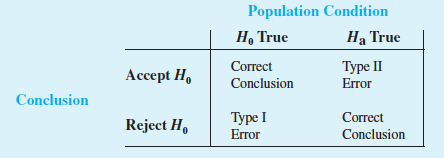 Population Condition
H₀ True Hₐ True
Accept H₀
Correct Conclusion
Type II Error
Conclusion
Reject H₀
Type I Error
Correct Conclusion